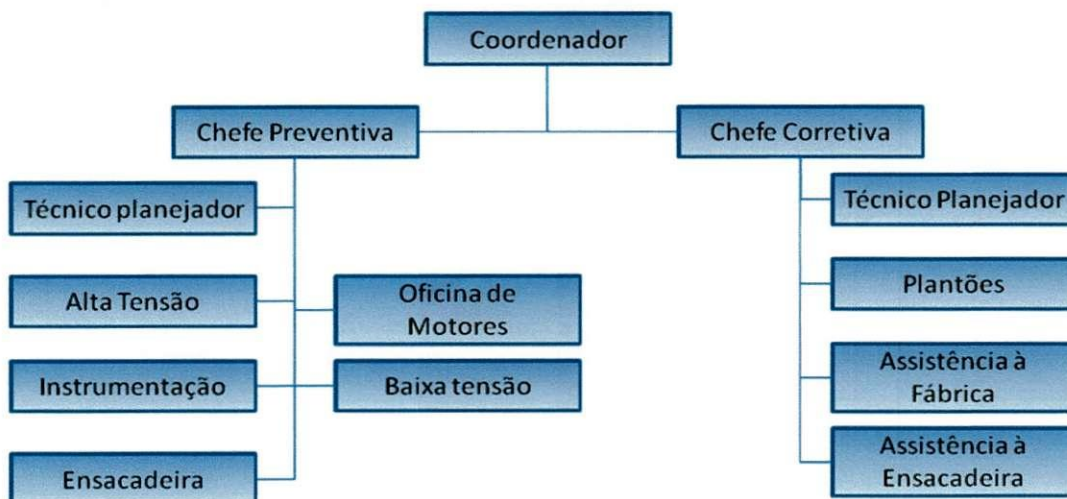 Coordenador
Chefe Preventiva
Chefe Corretiva
Técnico planejador
Técnico Planejador
Alta Tensão
Oficina de
Motores
Plantões
Instrumentação
Baixa tensão
Assistência à
Fábrica
Ensacadeira
Assistência à
Ensacadeira